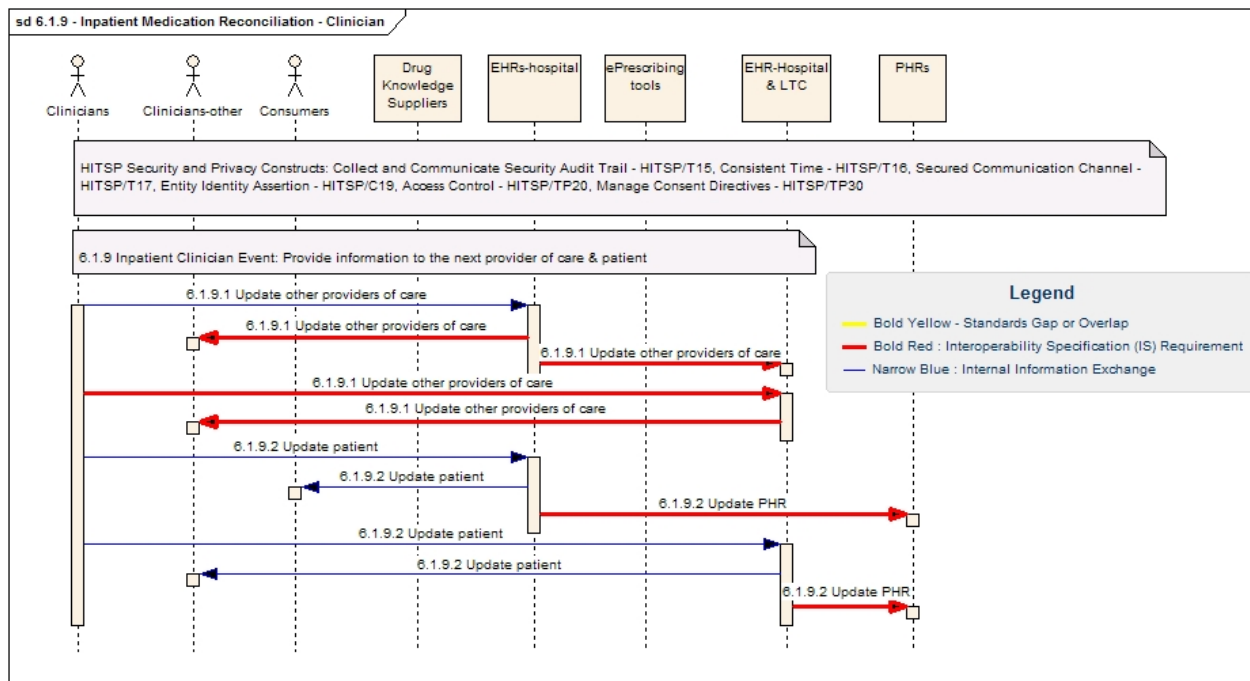 sd 6.1.9 - Inpatient Medication Reconciliation - Clinician
Clinicians
Clinicians-other
Consumers
Drug
Knowledge
Suppliers
EHRs-hospital
ePrescribing
tools
EHR-Hospital
& LTC
PHRs
HITSP Security and Privacy Constructs: Collect and Communicate Security Audit Trail - HITSP/T15, Consistent Time - HITSP/T16, Secured Communication Channel -
HITSP/T17, Entity Identity Assertion - HITSP/C19, Access Control - HITSP/TP20, Manage Consent Directives - HITSP/TP30
6.1.9 Inpatient Clinician Event: Provide information to the next provider of care & patient
6.1.9.1 Update other providers of care
6.1.9.1 Update other providers of care
6.1.9.1 Update other providers of care
6.1.9.1 Update other providers of care
6.1.9.1 Update other providers of care
6.1.9.2 Update patient
6.1.9.2 Update patient
6.1.9.2 Update PHR
6.1.9.2 Update patient
6.1.9.2 Update patient
6.1.9.2 Update PHR
Legend
Bold Yellow - Standards Gap or Overlap
Bold Red : Interoperability Specification (IS) Requirement
Narrow Blue : Internal Information Exchange